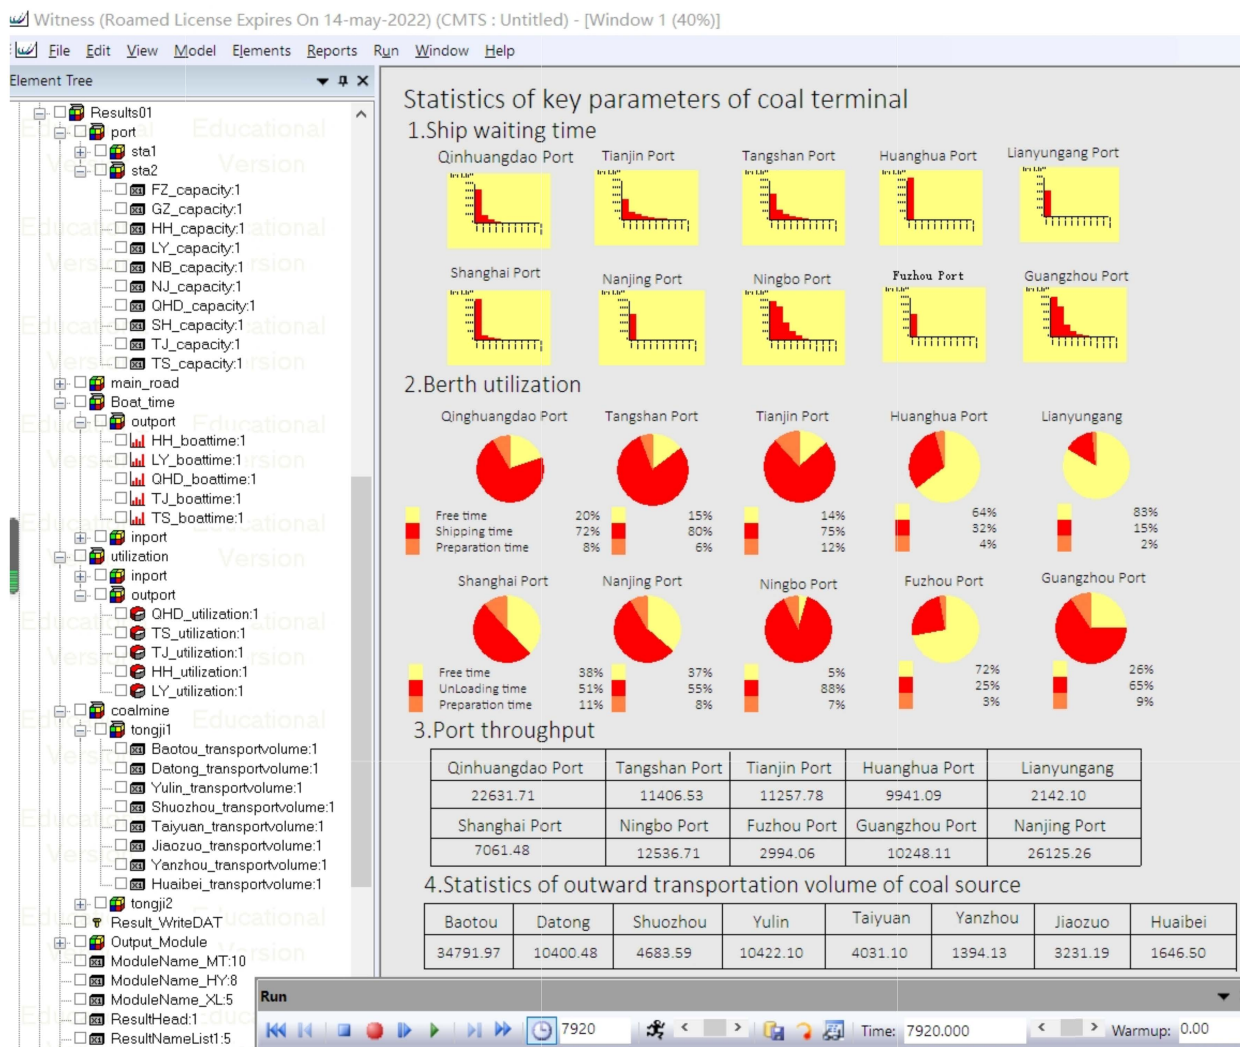 Witness (Roamed License Expires On 14-may-2022) (CMTS : Untitled) - [Window 1 (40%)]
File Edit View Model Elements Reports Run Window Help
Element Tree
Results01
port
sta1
sta2
FZ_capacity:1
GZ_capacity:1
HH_capacity:1
LY_capacity:1
NB_capacity:1
NJ_capacity:1
QHD_capacity:1
SH_capacity:1
TJ_capacity:1
TS_capacity:1
main_road
Boat_time
outport
HH_boattime:1
LY_boattime:1
QHD_boattime:1
TJ_boattime:1
TS_boattime:1
inport
utilization
inport
outport
QHD_utilization:1
TS_utilization:1
TJ_utilization:1
HH_utilization:1
LY_utilization:1
coalmine
tongji1
Baotou_transportvolume:1
Datong_transportvolume:1
Yulin_transportvolume:1
Shuozhou_transportvolume:1
Taiyuan_transportvolume:1
Jiaozuo_transportvolume:1
Yanzhou_transportvolume:1
Huaibei_transportvolume:1
tongji2
Result_WriteDAT
Output_Module
ModuleName_MT:10
ModuleName_HY:8
ModuleName_XL:5
ResultHead:1
ResultNameList1:5
Educational
Version
Statistics of key parameters of coal terminal
1.Ship waiting time
Qinhuangdao Port Tianjin Port Tangshan Port Huanghua Port Lianyungang Port
Shanghai Port Nanjing Port Ningbo Port Fuzhou Port Guangzhou Port
2.Berth utilization
Qinghuangdao Port Tangshan Port Tianjin Port Huanghua Port Lianyungang
Free time 20% 15% 14% 64% 83%
Shipping time 72% 80% 75% 32% 15%
Preparation time 8% 6% 12% 4% 2%
Shanghai Port Nanjing Port Ningbo Port Fuzhou Port Guangzhou Port
Free time 38% 37% 5% 72% 26%
UnLoading time 51% 55% 88% 25% 65%
Preparation time 11% 8% 7% 3% 9%
3.Port throughput
Qinhuangdao Port Tangshan Port Tianjin Port Huanghua Port Lianyungang
22631.71 11406.53 11257.78 9941.09 2142.10
Shanghai Port Ningbo Port Fuzhou Port Guangzhou Port Nanjing Port
7061.48 12536.71 2994.06 10248.11 26125.26
4.Statistics of outward transportation volume of coal source
Baotou Datong Shuozhou Yulin Taiyuan Yanzhou Jiaozuo Huaibei
34791.97 10400.48 4683.59 10422.10 4031.10 1394.13 3231.19 1646.50
Run
7920 Time: 7920.000 Warmup: 0.00